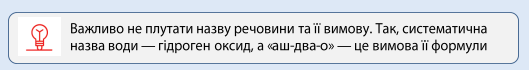 Важливо не плутати назву речовини та її вимову. Так, систематична
назва води — гідроген оксид, а «аш-два-о» — це вимова її формули